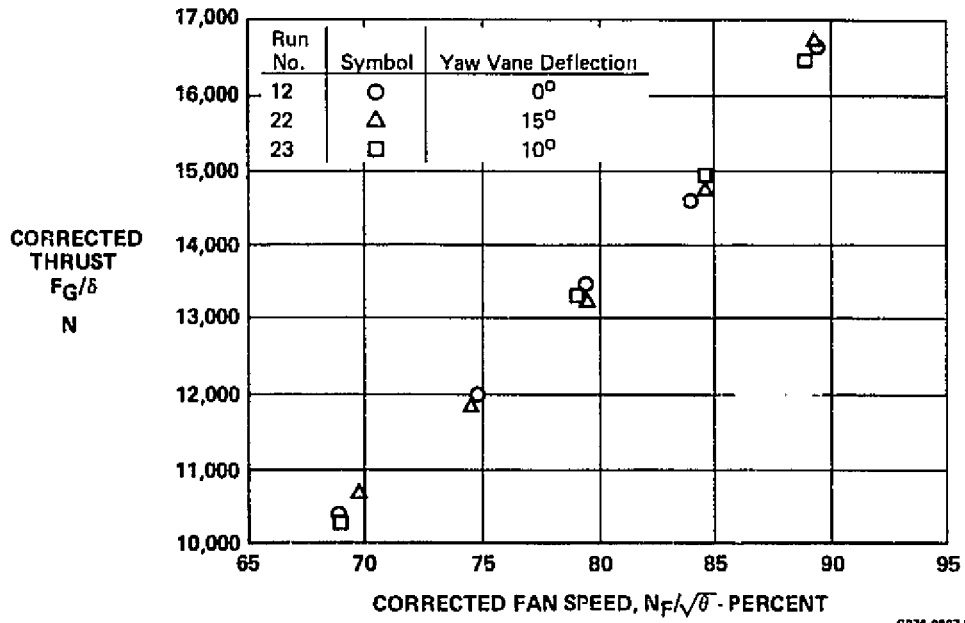 17,000
Run No. Symbol Yaw Vane Deflection
12 0°
22 15°
23 10°
16,000
15,000
14,000
13,000
12,000
11,000
10,000
CORRECTED
THRUST
FG/δ
N
65 70 75 80 85 90 95
CORRECTED FAN SPEED, NF/√θ - PERCENT